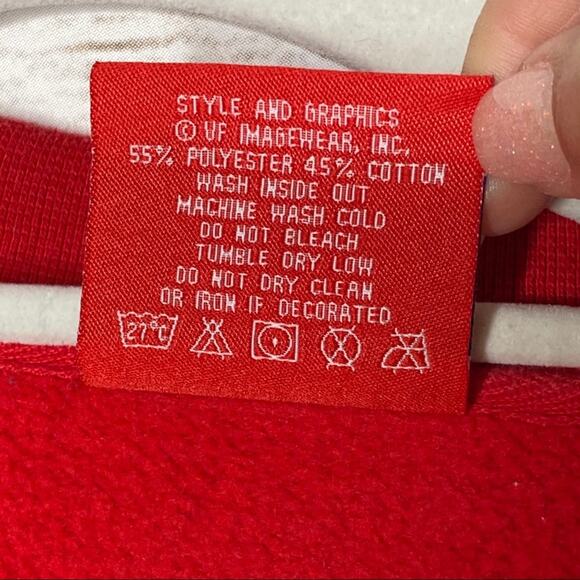 STYLE AND GRAPHICS
© VF IMAGEWEAR, INC.
55% POLYESTER 45% COTTON
WASH INSIDE OUT
MACHINE WASH COLD
DO NOT BLEACH
TUMBLE DRY LOW
DO NOT DRY CLEAN
OR IRON IF DECORATED
27°C